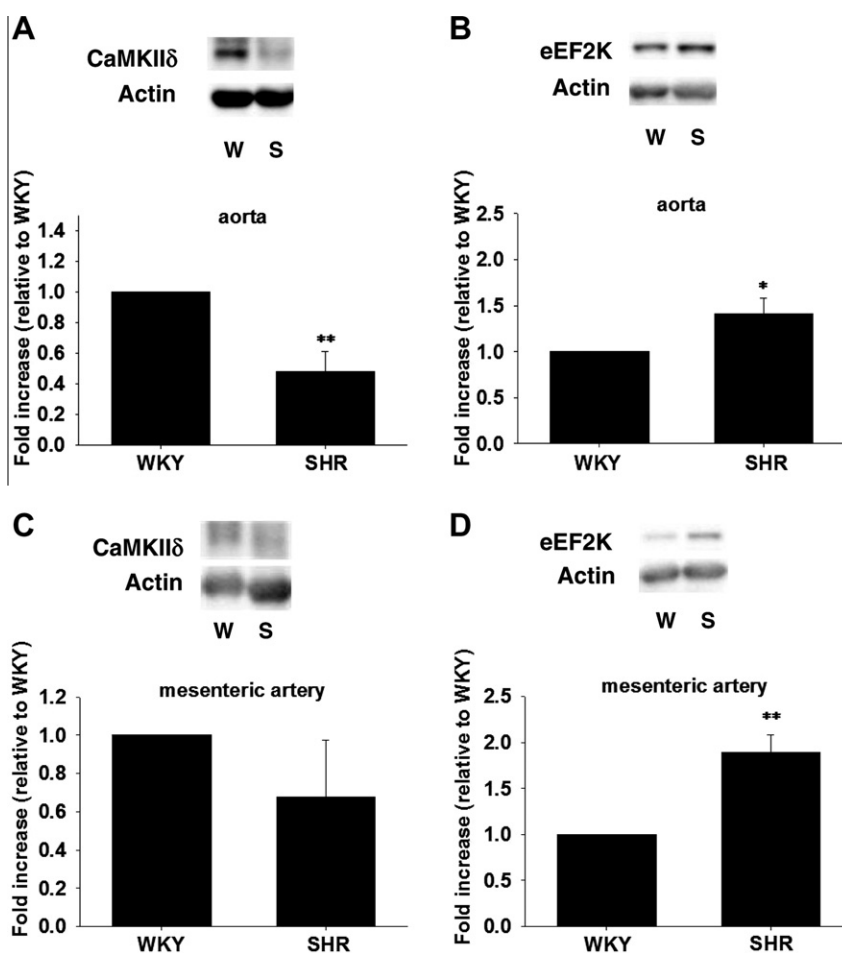 A
CaMKIIδ
Actin
W S
Fold increase (relative to WKY)
aorta
1.4
1.2
1.0
0.8
0.6
0.4
0.2
0.0
**
WKY SHR
B
eEF2K
Actin
W S
Fold increase (relative to WKY)
aorta
2.5
2.0
1.5
1.0
0.5
0.0
*
WKY SHR
C
CaMKIIδ
Actin
W S
Fold increase (relative to WKY)
mesenteric artery
1.2
1.0
0.8
0.6
0.4
0.2
0.0
WKY SHR
D
eEF2K
Actin
W S
Fold increase (relative to WKY)
mesenteric artery
2.5
2.0
1.5
1.0
0.5
0.0
**
WKY SHR